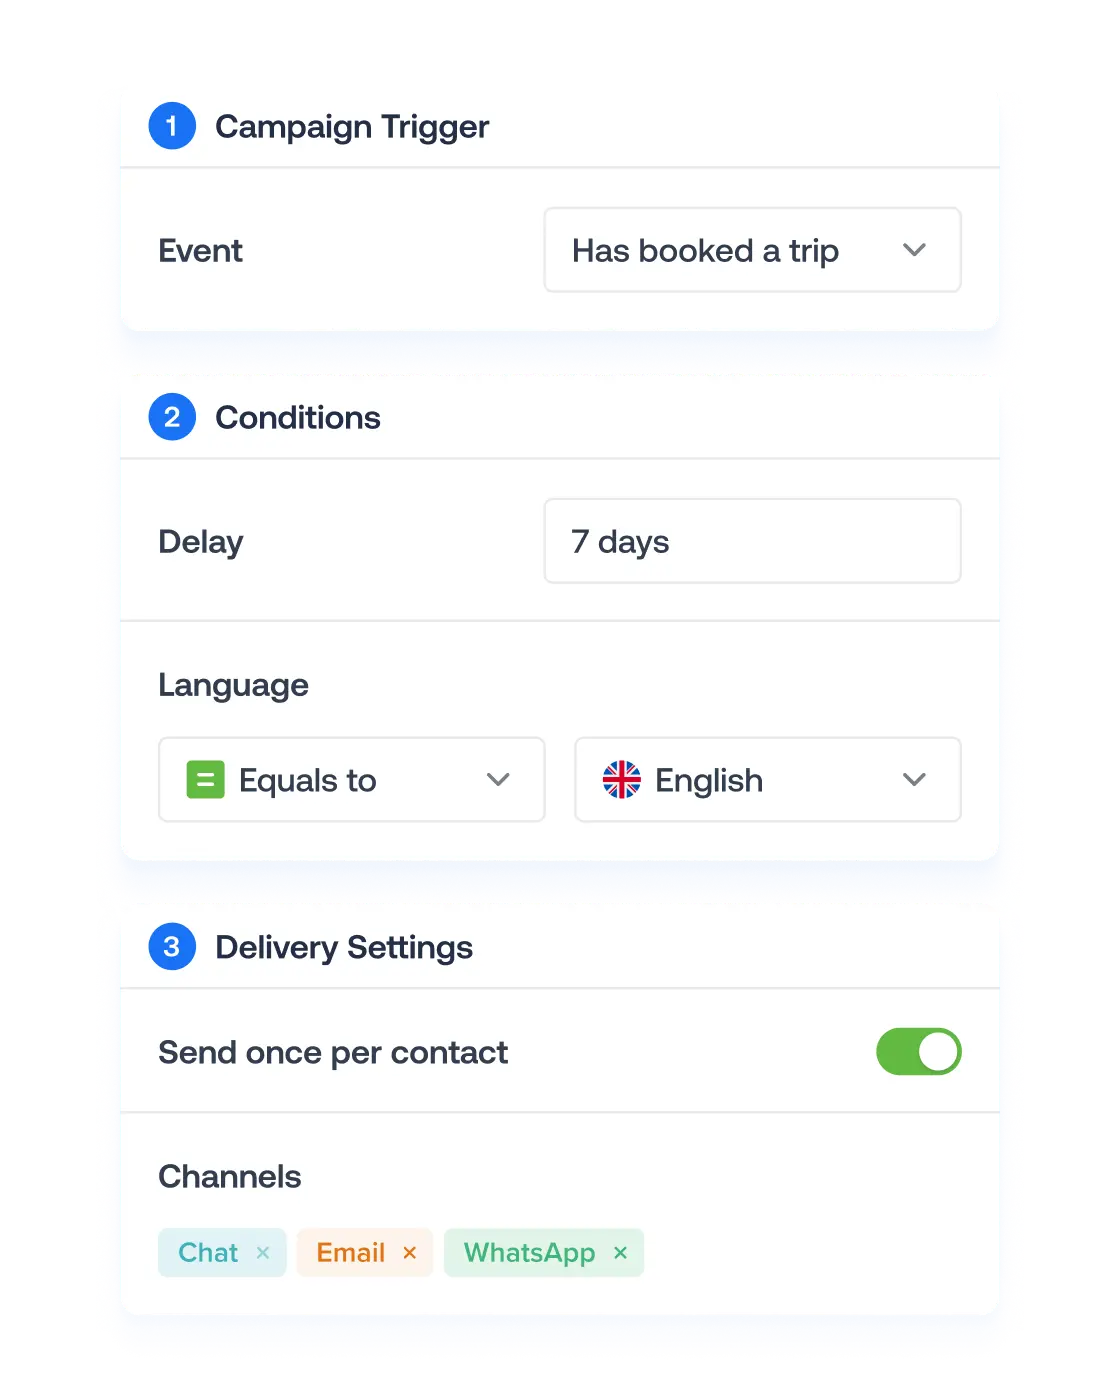 1 Campaign Trigger
Event
Has booked a trip
2 Conditions
Delay
7 days
Language
Equals to
English
3 Delivery Settings
Send once per contact
Channels
Chat × Email × WhatsApp ×